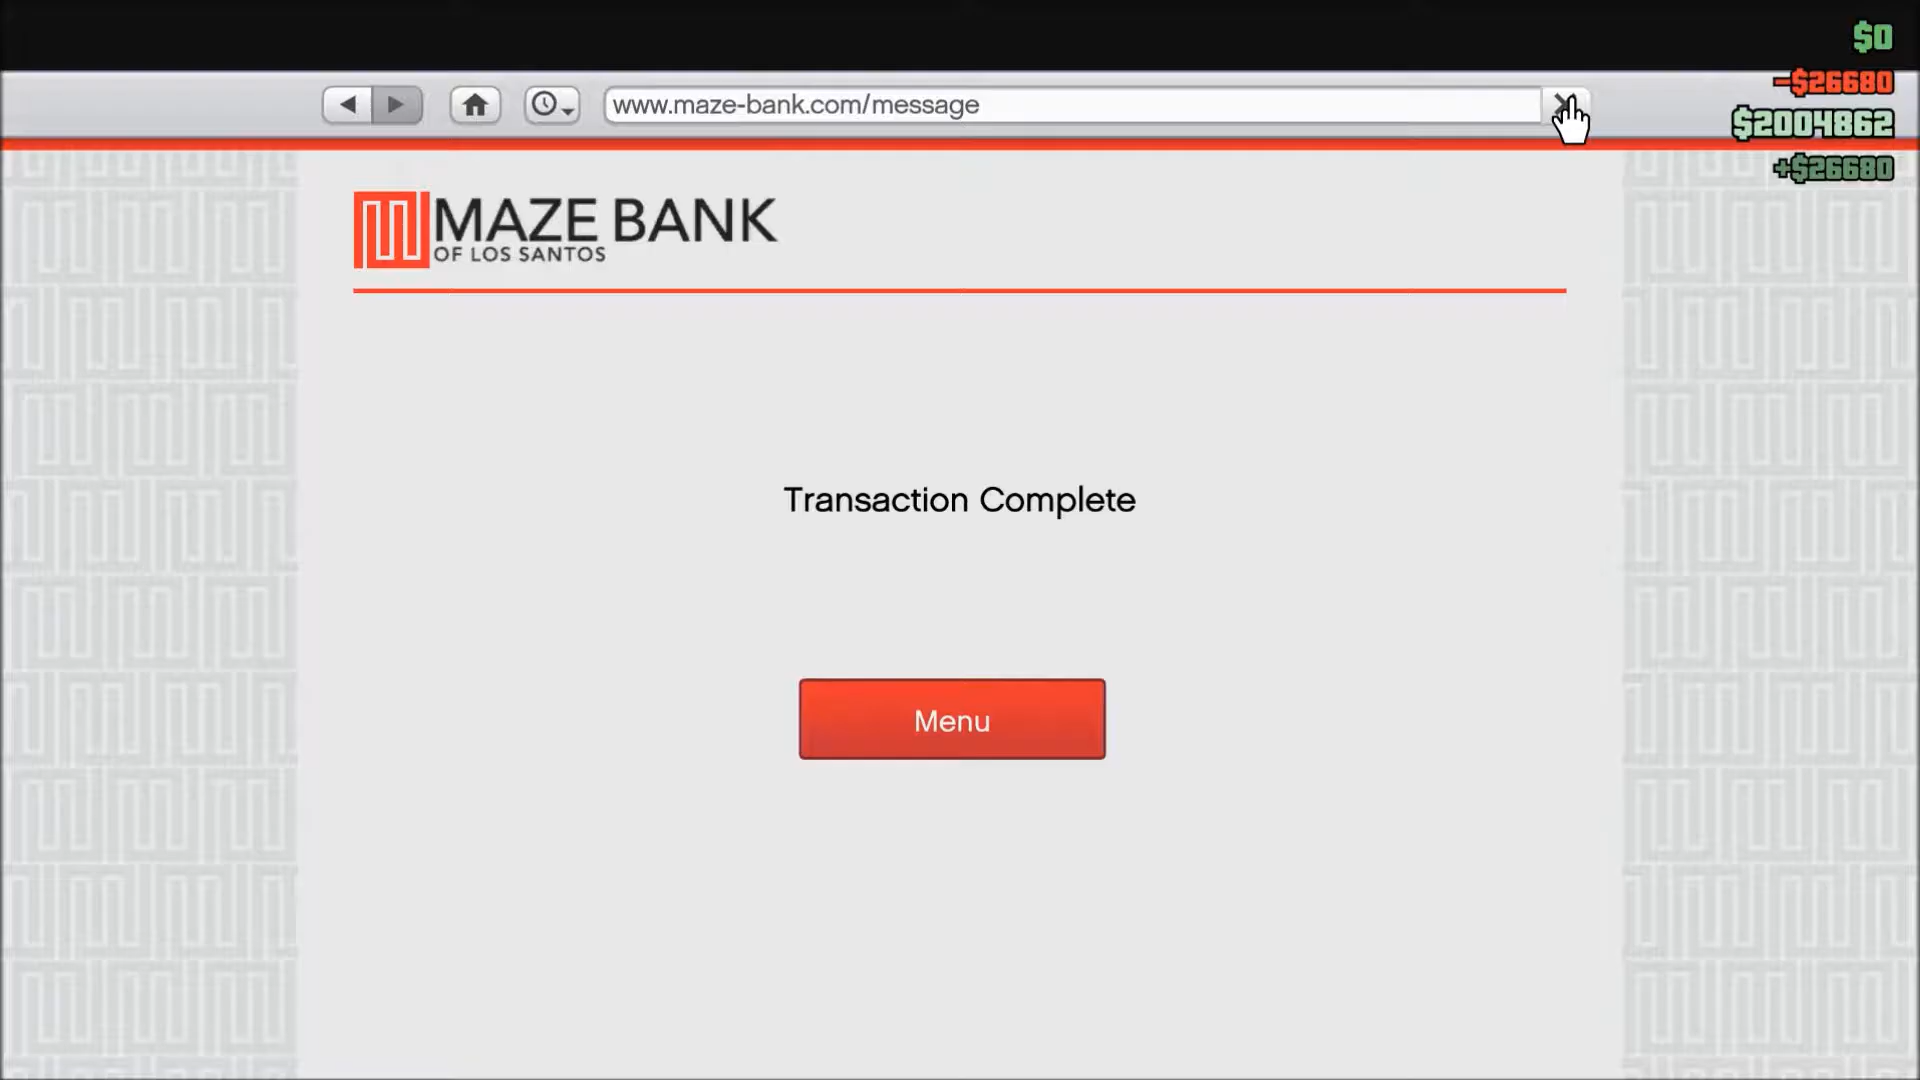 $0
-$26680
www.maze-bank.com/message
$2004862
+$26680
MAZE BANK
OF LOS SANTOS
Transaction Complete
Menu